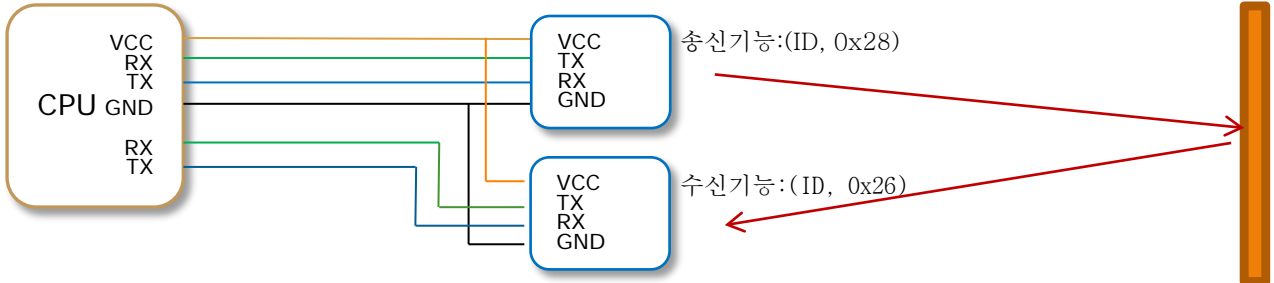 VCC
RX
TX
CPU GND
RX
TX
VCC
TX
RX
GND
송신기능:(ID, 0x28)
VCC
TX
RX
GND
수신기능:(ID, 0x26)